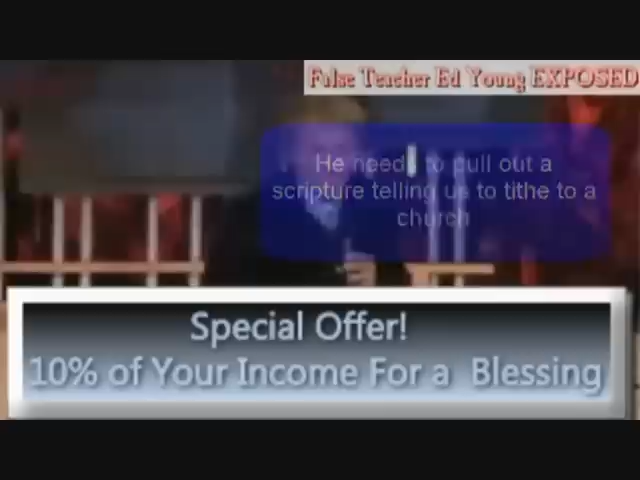 False Teacher Ed Young EXPOSED
He needs to pull out a
scripture telling us to tithe to a
church
Special Offer!
10% of Your Income For a Blessing